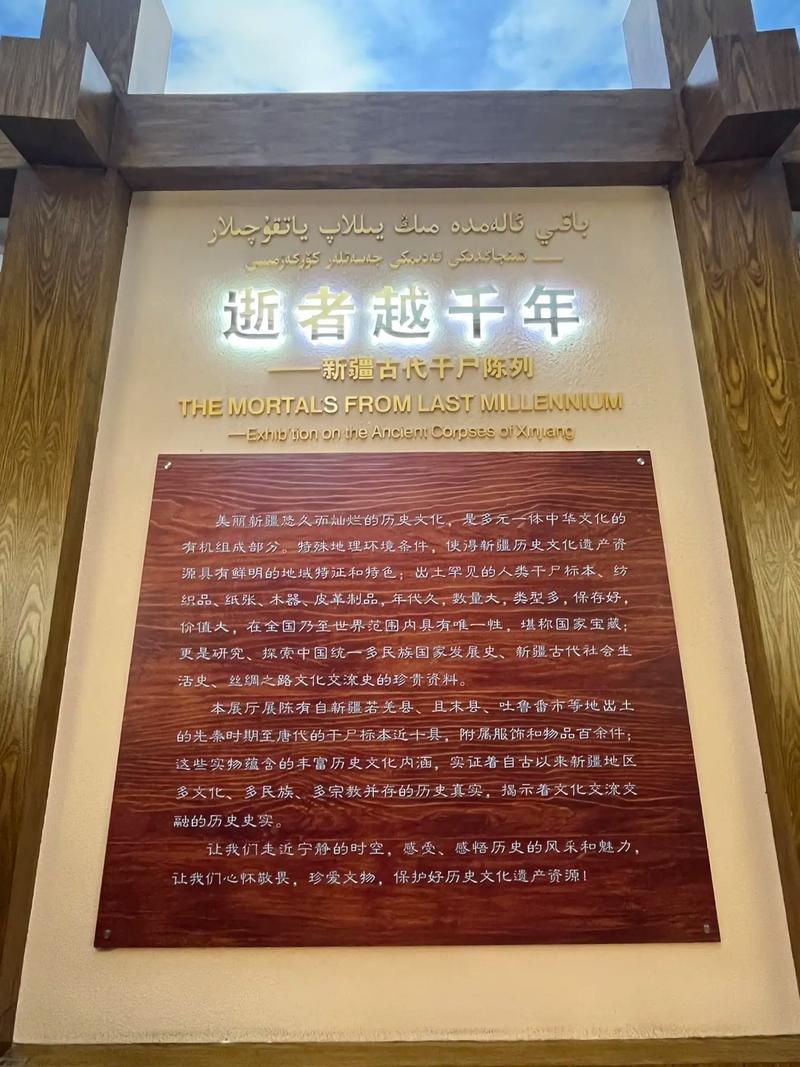 باقىي ئالەمدە مىڭ يىللاپ ياتقۇچىلار
—— شىنجاڭدىكى قەدىمكى جەسەتلەر كۆرگەزمىسى
逝者越千年
——新疆古代干尸陈列
THE MORTALS FROM LAST MILLENNIUM
—Exhib'tion on the Ancient Corpses of Xinjiang
美丽新疆悠久而灿烂的历史文化，是多元一体中华文化的
有机组成部分。特殊地理环境条件，使得新疆历史文化遗产资
源具有鲜明的地域特征和特色；出土罕见的人类干尸标本、纺
织品、纸张、木器、皮革制品，年代久，数量大，类型多，保存好，
价值大，在全国乃至世界范围内具有唯一性，堪称国家宝藏；
更是研究、探索中国统一多民族国家发展史、新疆古代社会生
活史、丝绸之路文化交流史的珍贵资料。
本展厅展陈有自新疆若羌县、且末县、吐鲁番市等地出土
的先秦时期至唐代的干尸标本近十具，附属服饰和物品百余件；
这些实物蕴含的丰富历史文化内涵，实证着自古以来新疆地区
多文化、多民族、多宗教并存的历史真实，揭示着文化交流交
融的历史史实。
让我们走近宁静的时空，感受、感悟历史的风采和魅力，
让我们心怀敬畏，珍爱文物，保护好历史文化遗产资源！